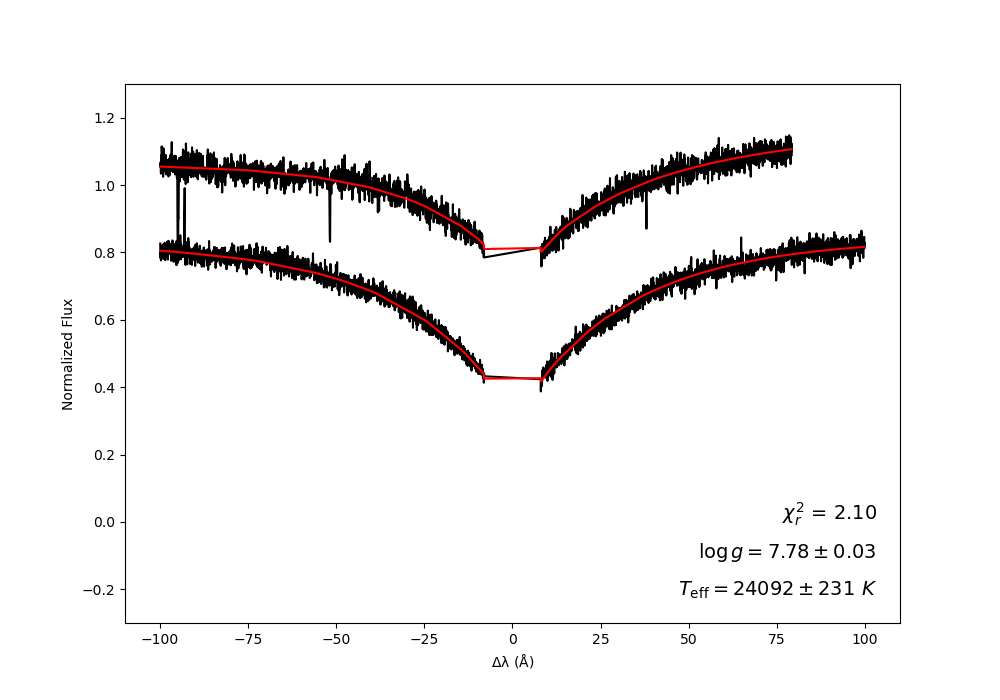 1.2
1.0
0.8
0.6
0.4
0.2
0.0
−0.2
Normalized Flux
χ²ᵣ = 2.10
log g = 7.78 ± 0.03
T_eff = 24092 ± 231 K
−100 −75 −50 −25 0 25 50 75 100
Δλ (Å)